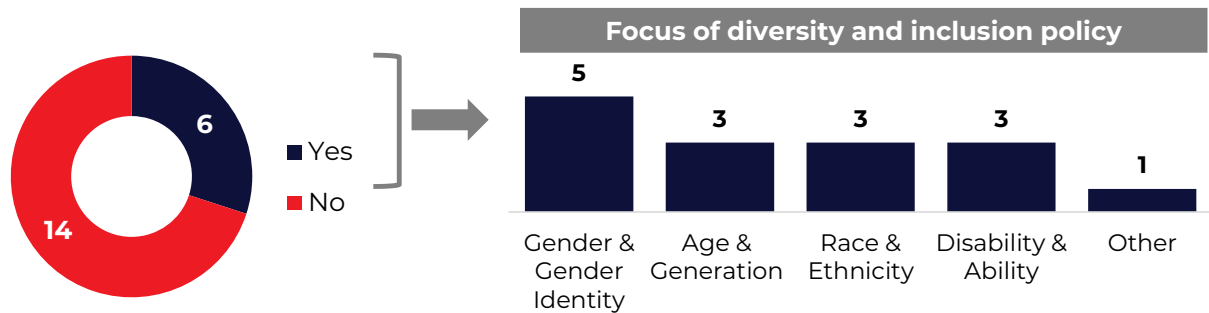 6
14
Yes
No
Focus of diversity and inclusion policy
5
3
3
3
1
Gender &
Gender
Identity
Age &
Generation
Race &
Ethnicity
Disability &
Ability
Other